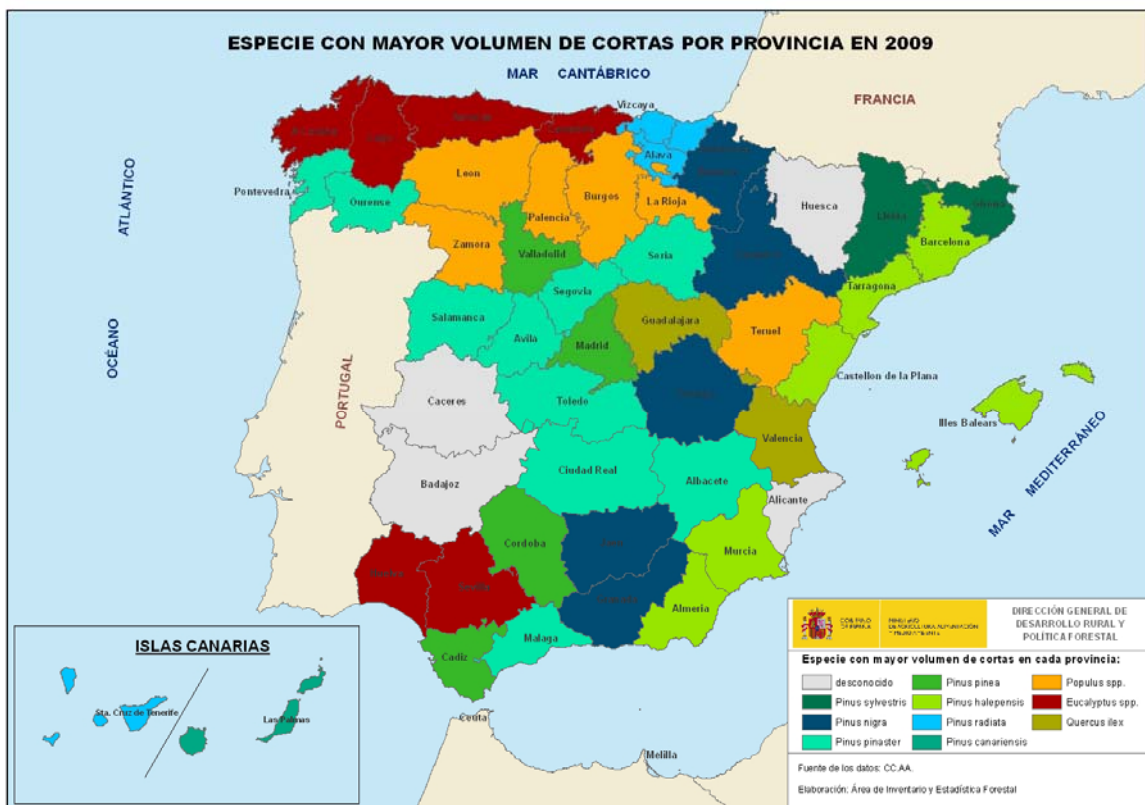 ESPECIE CON MAYOR VOLUMEN DE CORTAS POR PROVINCIA EN 2009
MAR CANTÁBRICO
FRANCIA
Vizcaya
Alava
Lugo
Leon
Palencia
Burgos
La Rioja
Huesca
Lleida
Girona
Barcelona
Tarragona
Pontevedra
Ourense
Zamora
Valladolid
Soria
Segovia
Salamanca
Avila
Madrid
Guadalajara
Teruel
Castellon de la Plana
Illes Balears
ATLÁNTICO
OCÉANO
PORTUGAL
MAR MEDITERRÁNEO
Caceres
Toledo
Valencia
Badajoz
Ciudad Real
Albacete
Alicante
Cordoba
Murcia
Sevilla
Almeria
Malaga
Cadiz
Ceuta
Melilla
ISLAS CANARIAS
Sta. Cruz de Tenerife
Las Palmas
DIRECCIÓN GENERAL DE
DESARROLLO RURAL Y
POLÍTICA FORESTAL
Especie con mayor volumen de cortas en cada provincia:
desconocido
Pinus sylvestris
Pinus nigra
Pinus pinaster
Pinus pinea
Pinus halepensis
Pinus radiata
Pinus canariensis
Populus spp.
Eucalyptus spp.
Quercus ilex
Fuente de los datos: CC.AA.
Elaboración: Área de Inventario y Estadística Forestal